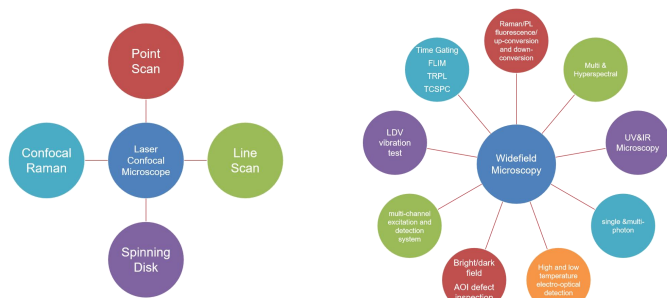 Point
Scan
Confocal
Raman
Laser
Confocal
Microscope
Line
Scan
Spinning
Disk
Raman/PL
fluorescence/
up-conversion
and down-
conversion
Time Gating
FLIM
TRPL
TCSPC
Multi &
Hyperspectral
LDV
vibration
test
Widefield
Microscopy
UV&IR
Microscopy
multi-channel
excitation and
detection
system
single &multi-
photon
Bright/dark
field
AOI defect
inspection
High and low
temperature
electro-optical
detection